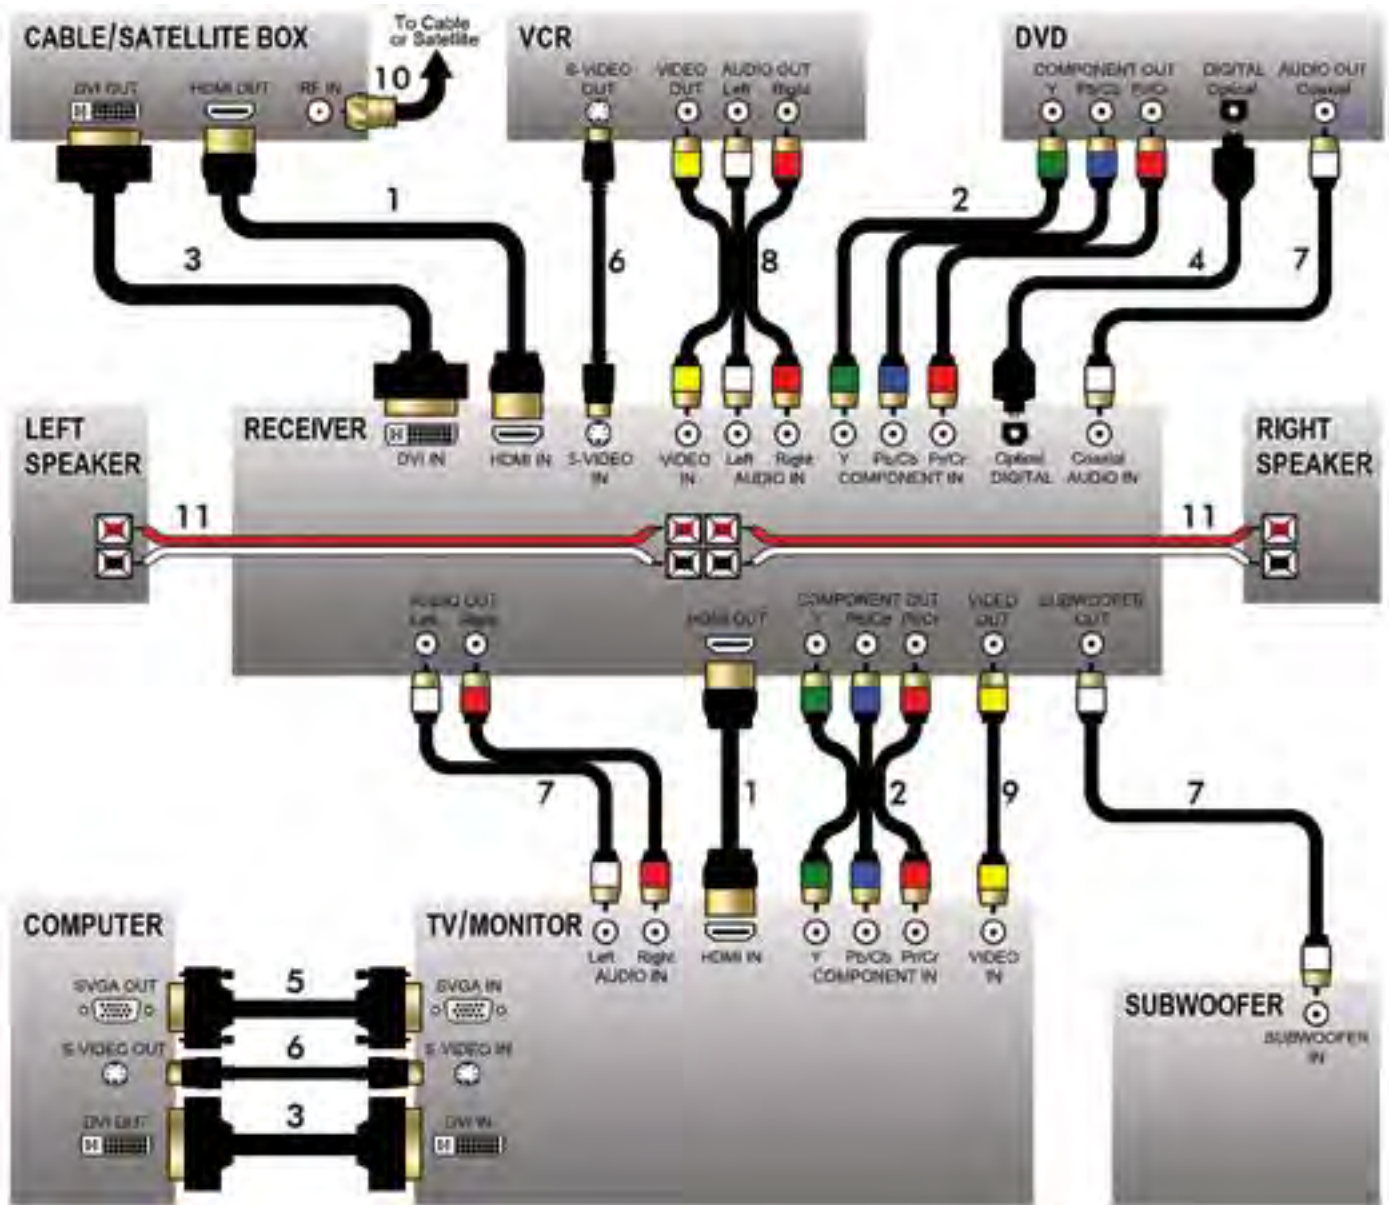 CABLE/SATELLITE BOX
To Cable
or Satellite
DVI OUT
HDMI OUT
RF IN
10
VCR
S-VIDEO
OUT
VIDEO
OUT
AUDIO OUT
Left Right
DVD
COMPONENT OUT
Y Pb/Cb Pr/Cr
DIGITAL
Optical
AUDIO OUT
Coaxial
1
3
6
8
2
4
7
LEFT
SPEAKER
RECEIVER
DVI IN
HDMI IN
S-VIDEO
IN
VIDEO
IN
Left Right
AUDIO IN
Y Pb/Cb Pr/Cr
COMPONENT IN
Optical
DIGITAL
Coaxial
AUDIO IN
RIGHT
SPEAKER
11
11
AUDIO OUT
Left Right
HDMI OUT
COMPONENT OUT
Y Pb/Cb Pr/Cr
VIDEO
OUT
SUBWOOFER
OUT
7
1
2
9
7
COMPUTER
SVGA OUT
S-VIDEO OUT
DVI OUT
5
6
3
TV/MONITOR
SVGA IN
S-VIDEO IN
DVI IN
Left Right
AUDIO IN
HDMI IN
Y Pb/Cb Pr/Cr
COMPONENT IN
VIDEO
IN
SUBWOOFER
SUBWOOFER
IN